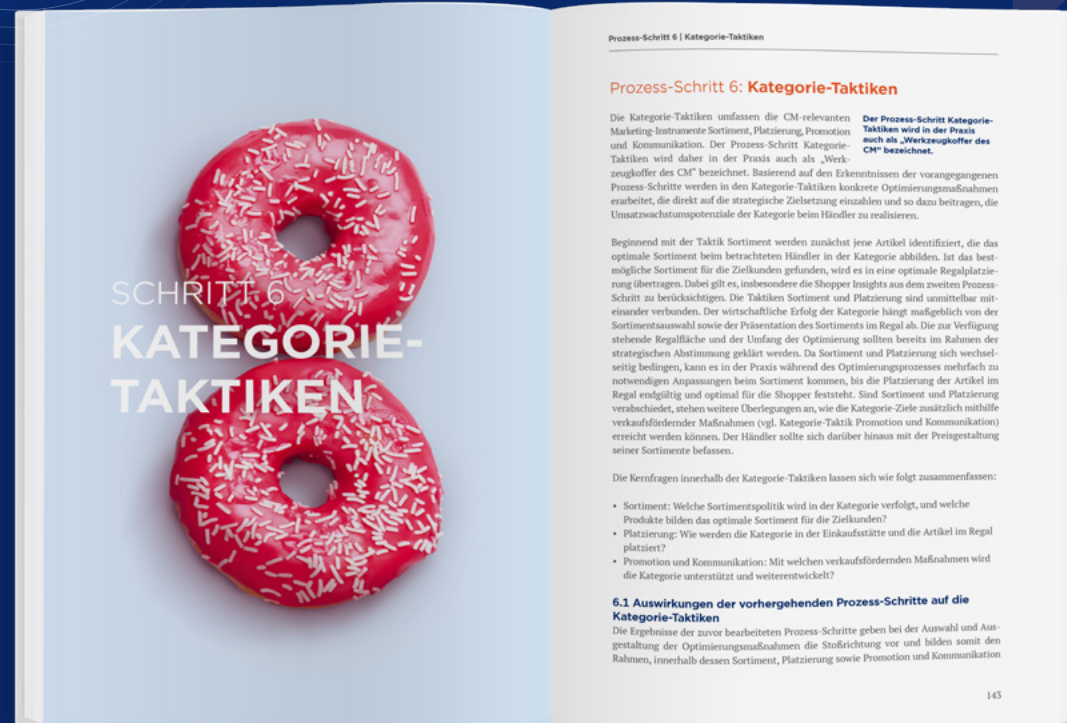 SCHRITT 6
KATEGORIE-
TAKTIKEN
Prozess-Schritt 6 | Kategorie-Taktiken
Prozess-Schritt 6: Kategorie-Taktiken
Die Kategorie-Taktiken umfassen die CM-relevanten
Marketing-Instrumente Sortiment, Platzierung, Promotion
und Kommunikation. Der Prozess-Schritt Kategorie-
Taktiken wird daher in der Praxis auch als „Werk-
zeugkoffer des CM“ bezeichnet. Basierend auf den Erkenntnissen der vorangegangenen
Prozess-Schritte werden in den Kategorie-Taktiken konkrete Optimierungsmaßnahmen
erarbeitet, die direkt auf die strategische Zielsetzung einzahlen und so dazu beitragen, die
Umsatzwachstumspotenziale der Kategorie beim Händler zu realisieren.
Der Prozess-Schritt Kategorie-
Taktiken wird in der Praxis
auch als „Werkzeugkoffer des
CM“ bezeichnet.
Beginnend mit der Taktik Sortiment werden zunächst jene Artikel identifiziert, die das
optimale Sortiment beim betrachteten Händler in der Kategorie abbilden. Ist das best-
mögliche Sortiment für die Zielkunden gefunden, wird es in eine optimale Regalplatzie-
rung übertragen. Dabei gilt es, insbesondere die Shopper Insights aus dem zweiten Prozess-
Schritt zu berücksichtigen. Die Taktiken Sortiment und Platzierung sind unmittelbar mit-
einander verbunden. Der wirtschaftliche Erfolg der Kategorie hängt maßgeblich von der
Sortimentsauswahl sowie der Präsentation des Sortiments im Regal ab. Die zur Verfügung
stehende Regalfläche und der Umfang der Optimierung sollten bereits im Rahmen der
strategischen Abstimmung geklärt werden. Da Sortiment und Platzierung sich wechsel-
seitig bedingen, kann es in der Praxis während des Optimierungsprozesses mehrfach zu
notwendigen Anpassungen beim Sortiment kommen, bis die Platzierung der Artikel im
Regal endgültig und optimal für die Shopper feststeht. Sind Sortiment und Platzierung
verabschiedet, stehen weitere Überlegungen an, wie die Kategorie-Ziele zusätzlich mithilfe
verkaufsfördernder Maßnahmen (vgl. Kategorie-Taktik Promotion und Kommunikation)
erreicht werden können. Der Händler sollte sich darüber hinaus mit der Preisgestaltung
seiner Sortimente befassen.
Die Kernfragen innerhalb der Kategorie-Taktiken lassen sich wie folgt zusammenfassen:
• Sortiment: Welche Sortimentspolitik wird in der Kategorie verfolgt, und welche
Produkte bilden das optimale Sortiment für die Zielkunden?
• Platzierung: Wie werden die Kategorie in der Einkaufsstätte und die Artikel im Regal
platziert?
• Promotion und Kommunikation: Mit welchen verkaufsfördernden Maßnahmen wird
die Kategorie unterstützt und weiterentwickelt?
6.1 Auswirkungen der vorhergehenden Prozess-Schritte auf die
Kategorie-Taktiken
Die Ergebnisse der zuvor bearbeiteten Prozess-Schritte geben bei der Auswahl und Aus-
gestaltung der Optimierungsmaßnahmen die Stoßrichtung vor und bilden somit den
Rahmen, innerhalb dessen Sortiment, Platzierung sowie Promotion und Kommunikation
143